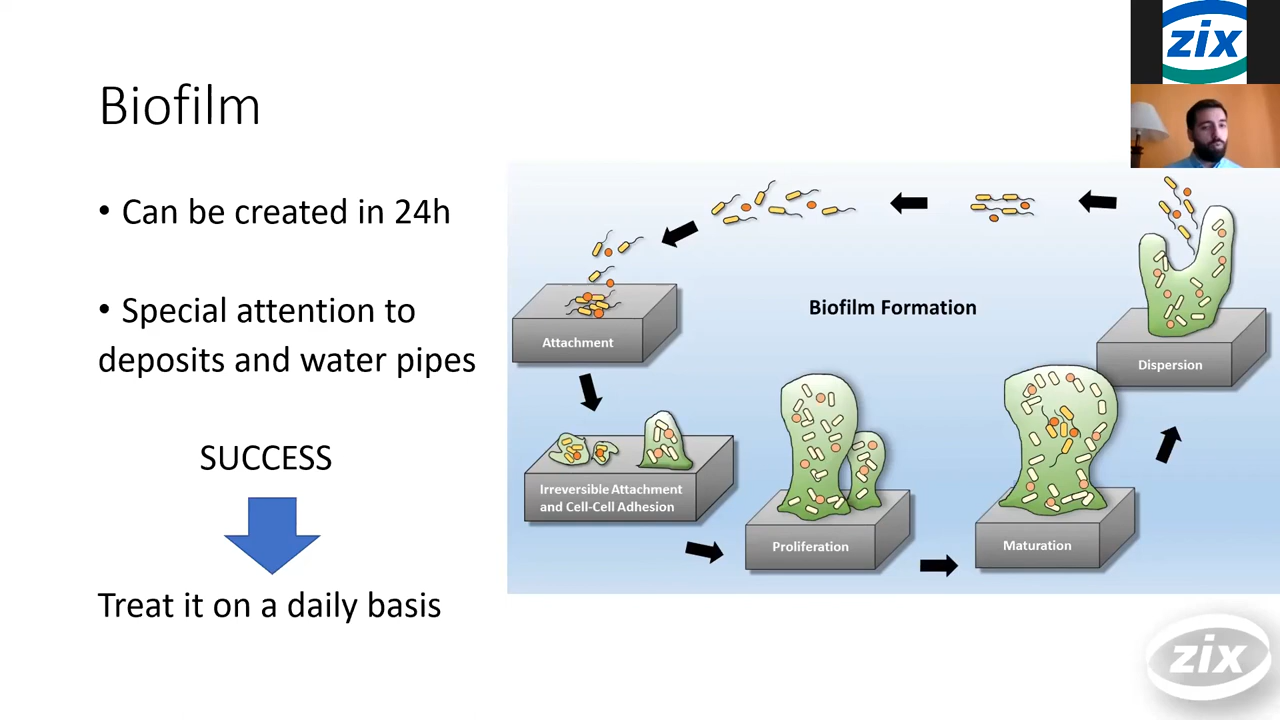 zix
Biofilm
• Can be created in 24h
• Special attention to
deposits and water pipes
SUCCESS
Treat it on a daily basis
Biofilm Formation
Attachment
Irreversible Attachment
and Cell-Cell Adhesion
Proliferation
Maturation
Dispersion
zix